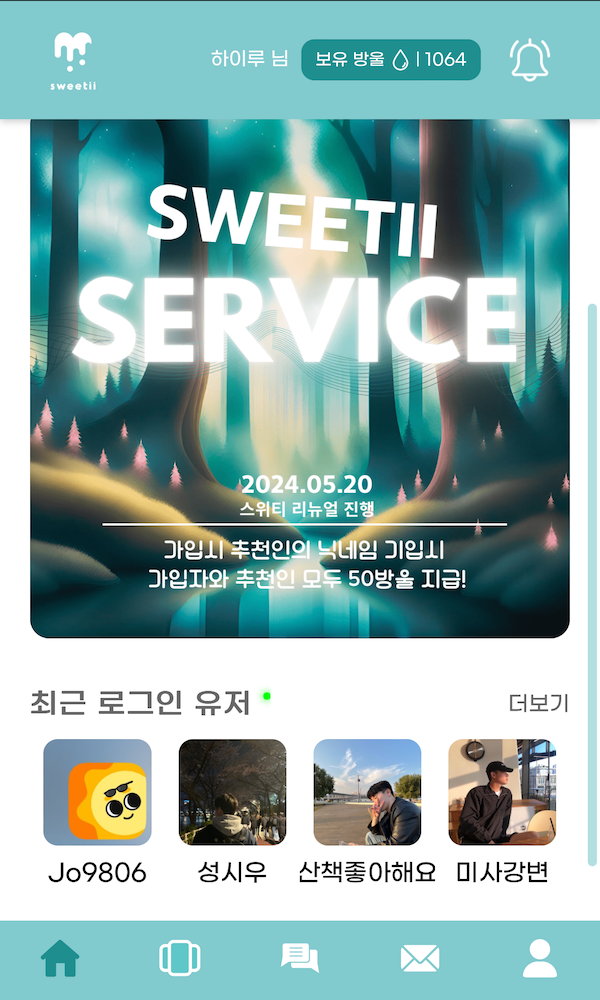 sweetii
하이루 님
보유 방울 | 1064
SWEETII
SERVICE
2024.05.20
스위티 리뉴얼 진행
가입시 추천인의 닉네임 기입시
가입자와 추천인 모두 50방울 지급!
최근 로그인 유저
더보기
Jo9806
성시우
산책좋아해요
미사강변